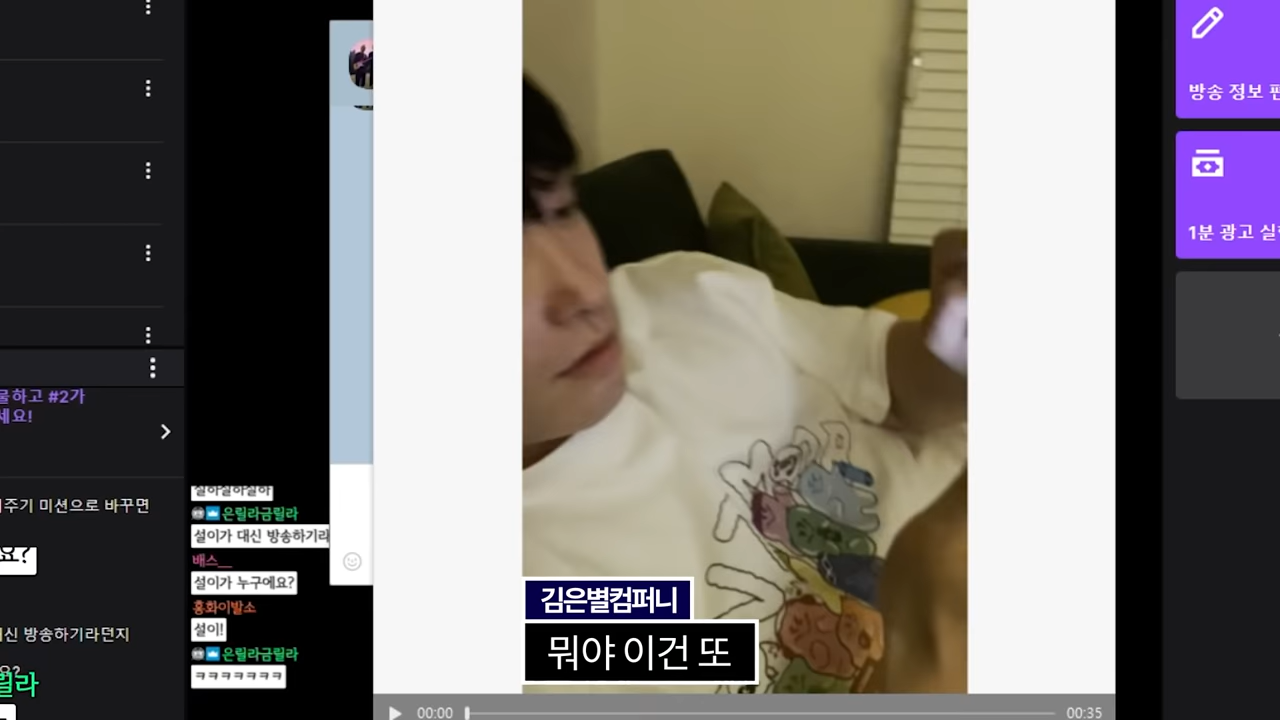 방송 정보 편
1분 광고 실행
물하고 #2가
세요!
주기 미션으로 바꾸면
요?
신 방송하기라던지
요?
릴라
설하설하설하
은릴라금릴라
설이가 대신 방송하기라
배스__
설이가 누구에요?
홍화이발소
설이!
은릴라금릴라
ㅋㅋㅋㅋㅋㅋㅋ
김은별컴퍼니
뭐야 이건 또
00:00
00:35